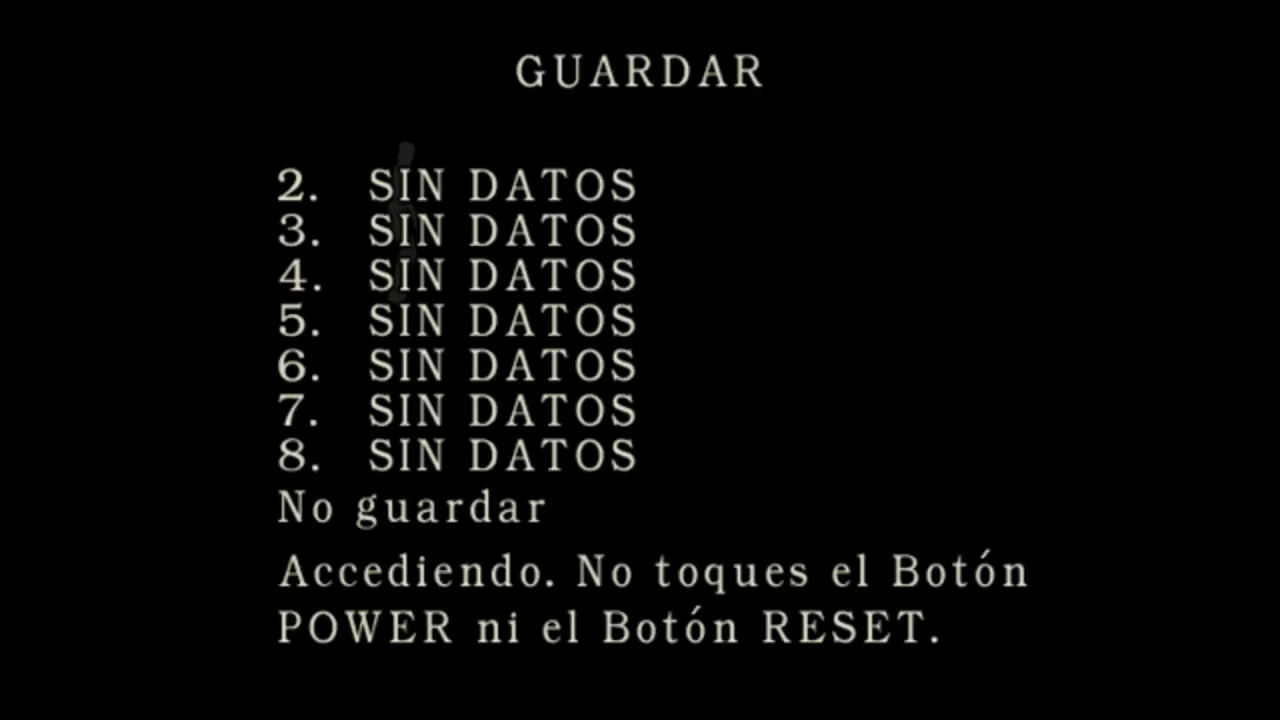 GUARDAR
2. SIN DATOS
3. SIN DATOS
4. SIN DATOS
5. SIN DATOS
6. SIN DATOS
7. SIN DATOS
8. SIN DATOS
No guardar
Accediendo. No toques el Botón
POWER ni el Botón RESET.